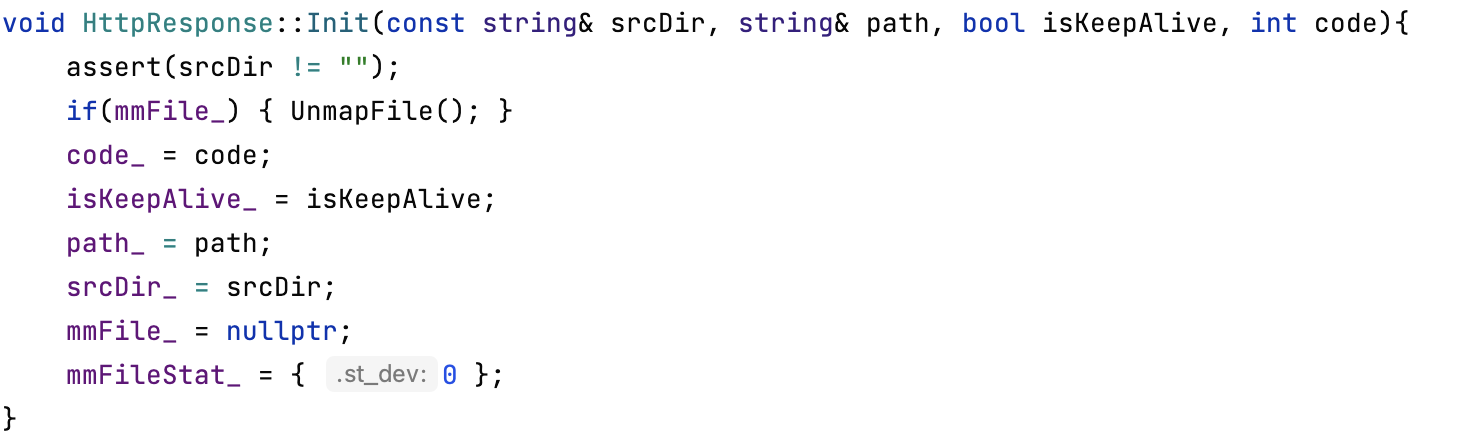 void HttpResponse::Init(const string& srcDir, string& path, bool isKeepAlive, int code){
    assert(srcDir != "");
    if(mmFile_) { UnmapFile(); }
    code_ = code;
    isKeepAlive_ = isKeepAlive;
    path_ = path;
    srcDir_ = srcDir;
    mmFile_ = nullptr;
    mmFileStat_ = { .st_dev: 0 };
}